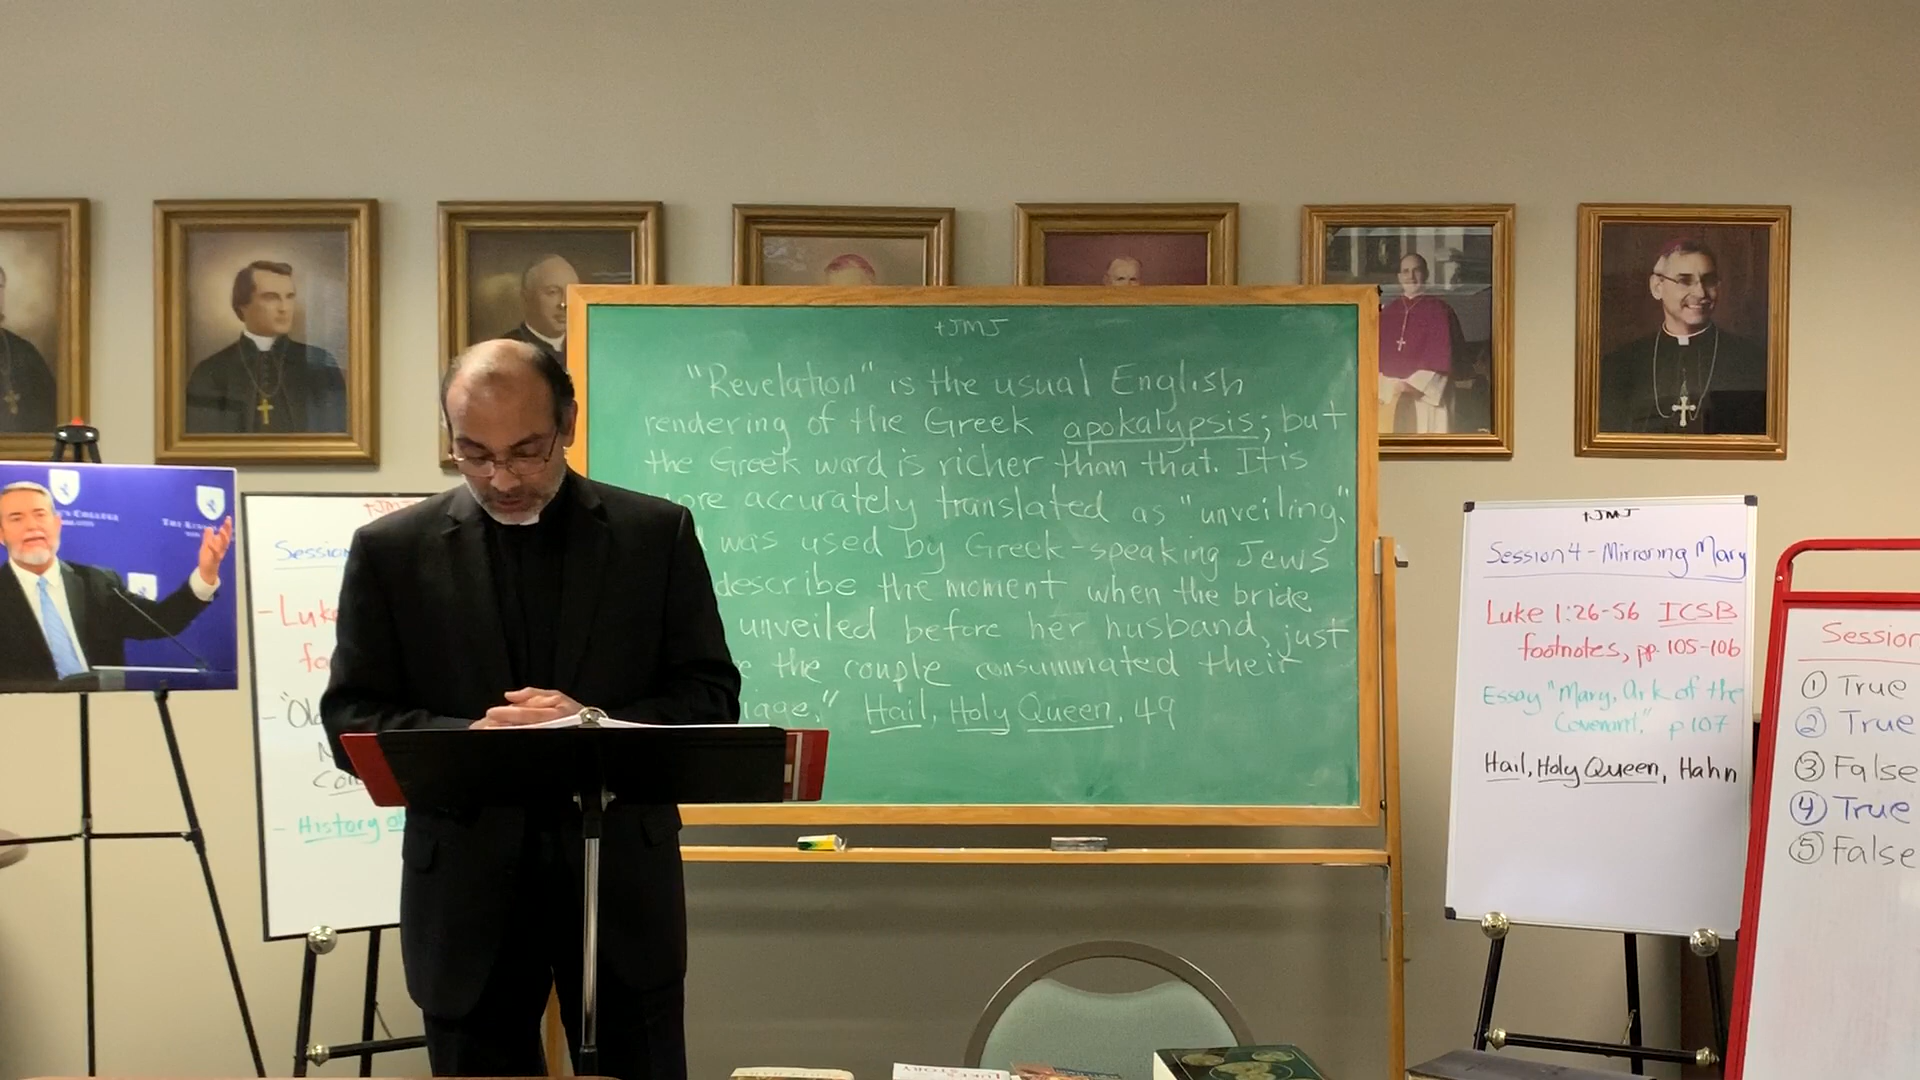 +JMJ
"Revelation" is the usual English
rendering of the Greek apokalypsis; but
the Greek word is richer than that. It is
accurately translated as "unveiling,"
was used by Greek-speaking Jews
describe the moment when the bride
unveiled before her husband, just
the couple consummated their
Hail, Holy Queen, 49
+JMJ
Luke
History
+JMJ
Session 4 - Mirroring Mary
Luke 1:26-56 ICSB
footnotes, pp. 105-106
Essay "Mary, Ark of the
Covenant," p 107
Hail, Holy Queen, Hahn
① True
② True
③ False
④ True
⑤ False